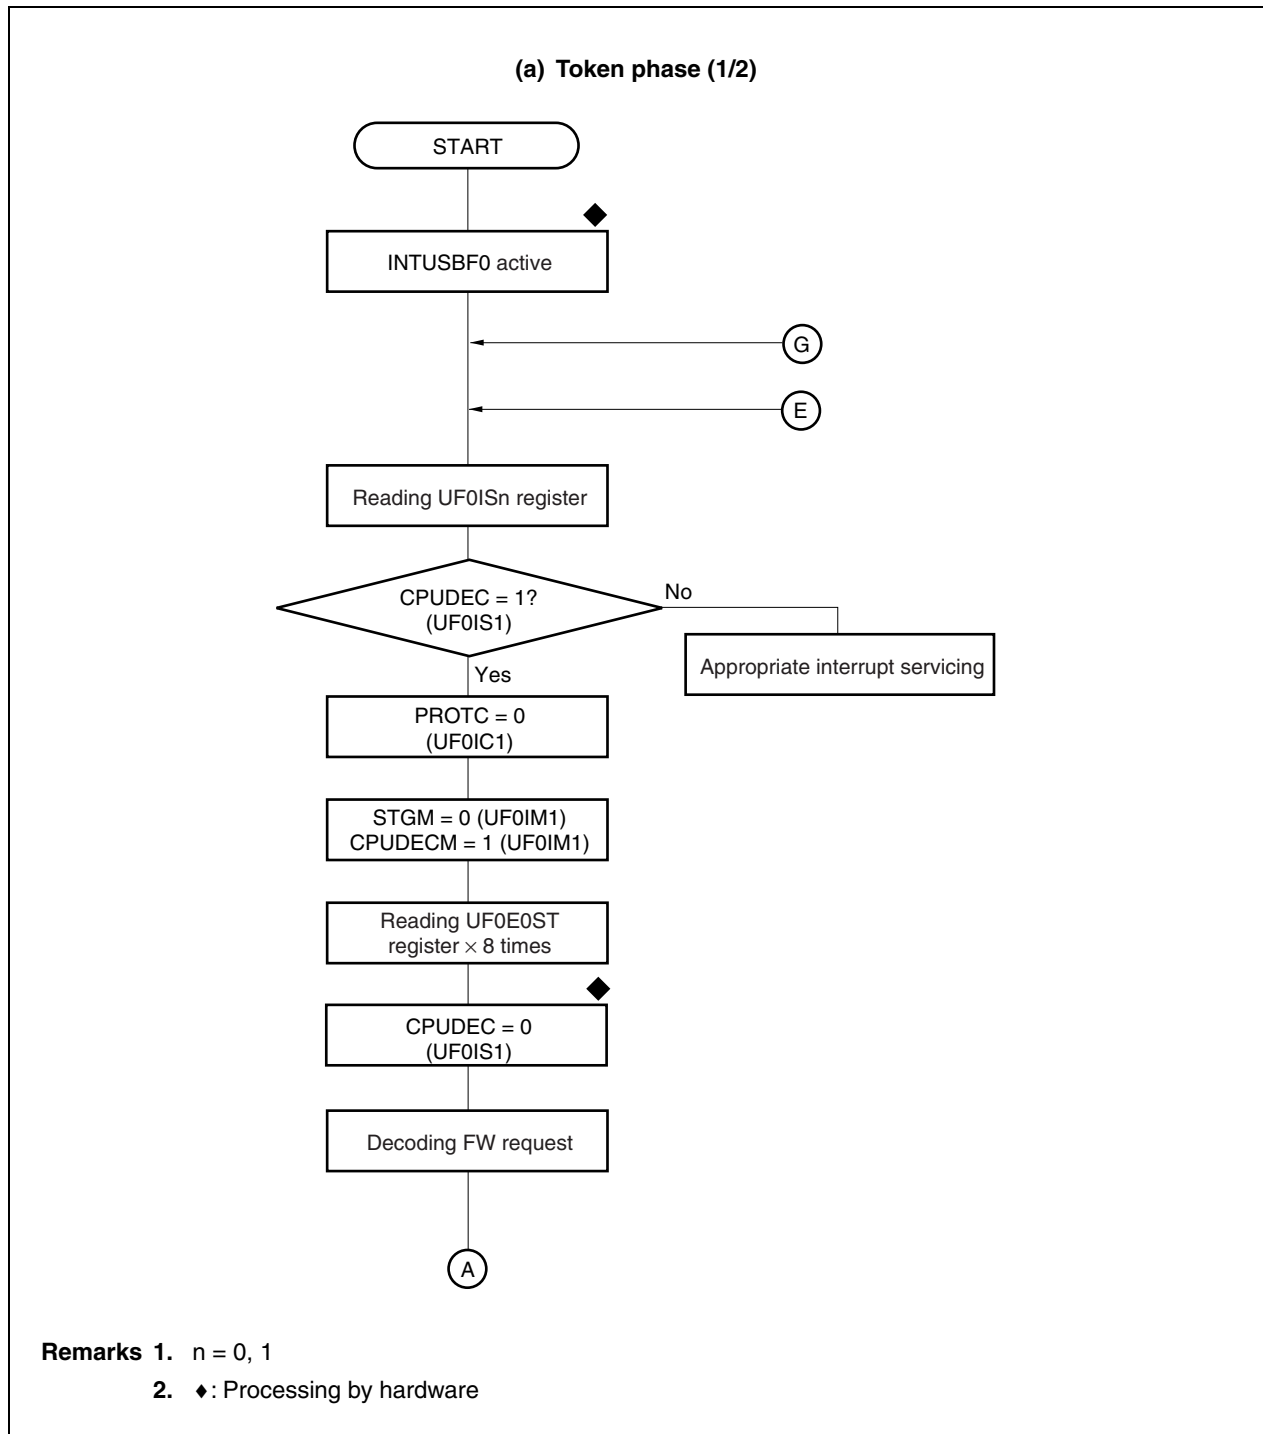 (a) Token phase (1/2)
START
INTUSBF0 active
G
E
Reading UF0ISn register
CPUDEC = 1?
(UF0IS1)
No
Appropriate interrupt servicing
Yes
PROTC = 0
(UF0IC1)
STGM = 0 (UF0IM1)
CPUDECM = 1 (UF0IM1)
Reading UF0E0ST
register × 8 times
CPUDEC = 0
(UF0IS1)
Decoding FW request
A
Remarks 1. n = 0, 1
2. ♦: Processing by hardware